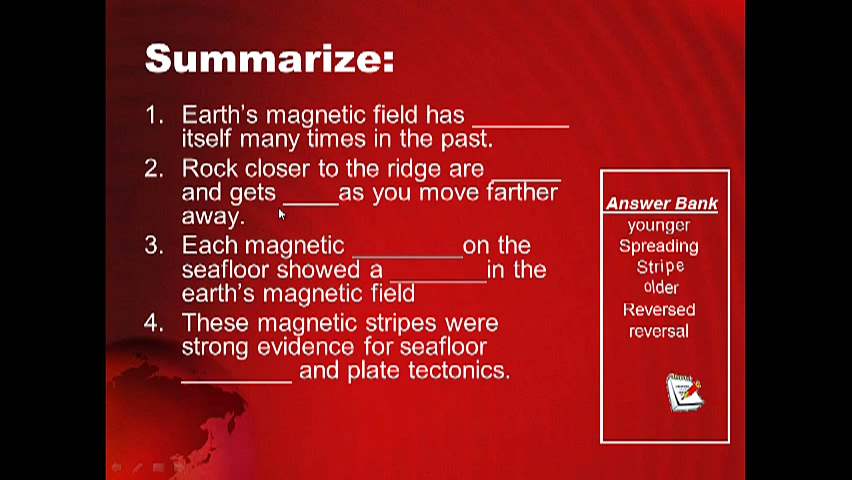 Summarize:
1. Earth's magnetic field has ________
itself many times in the past.
2. Rock closer to the ridge are ______
and gets ____as you move farther
away.
3. Each magnetic _________on the
seafloor showed a ________in the
earth's magnetic field
4. These magnetic stripes were
strong evidence for seafloor
_________ and plate tectonics.
Answer Bank
younger
Spreading
Stripe
older
Reversed
reversal